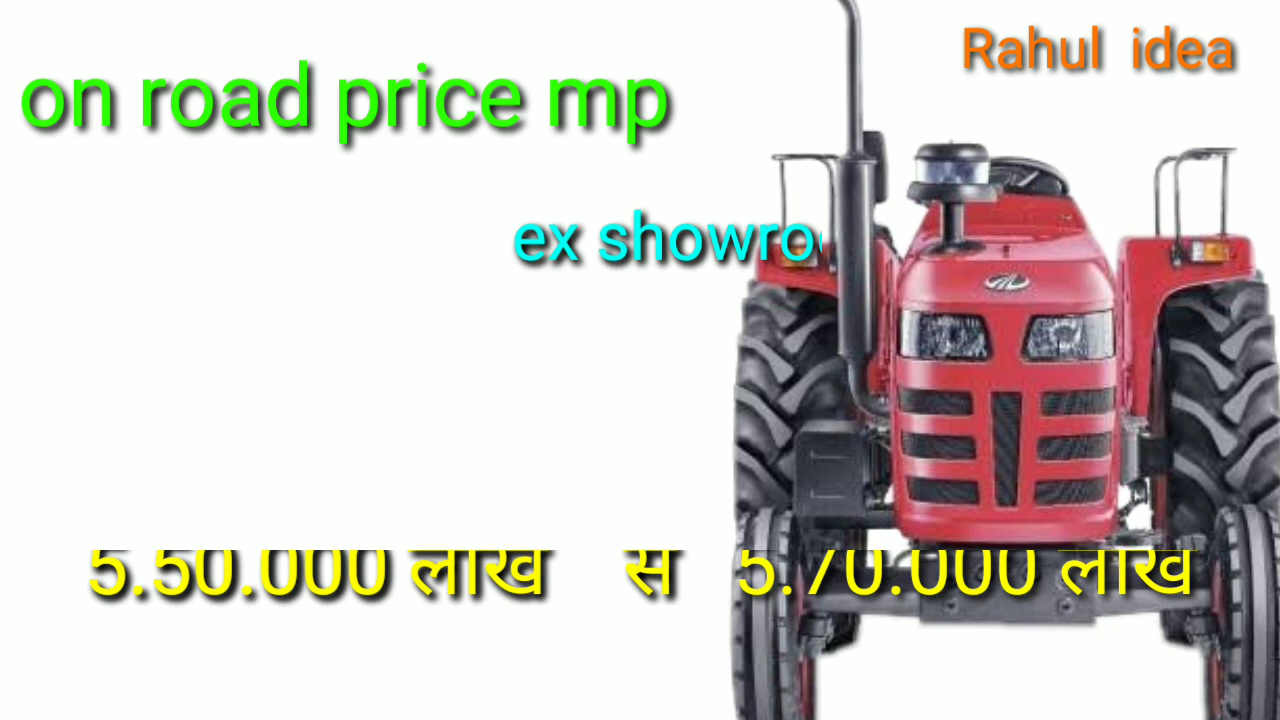 Rahul idea
on road price mp
ex showro
5.50.000 लाख स 5.70.000 लाख